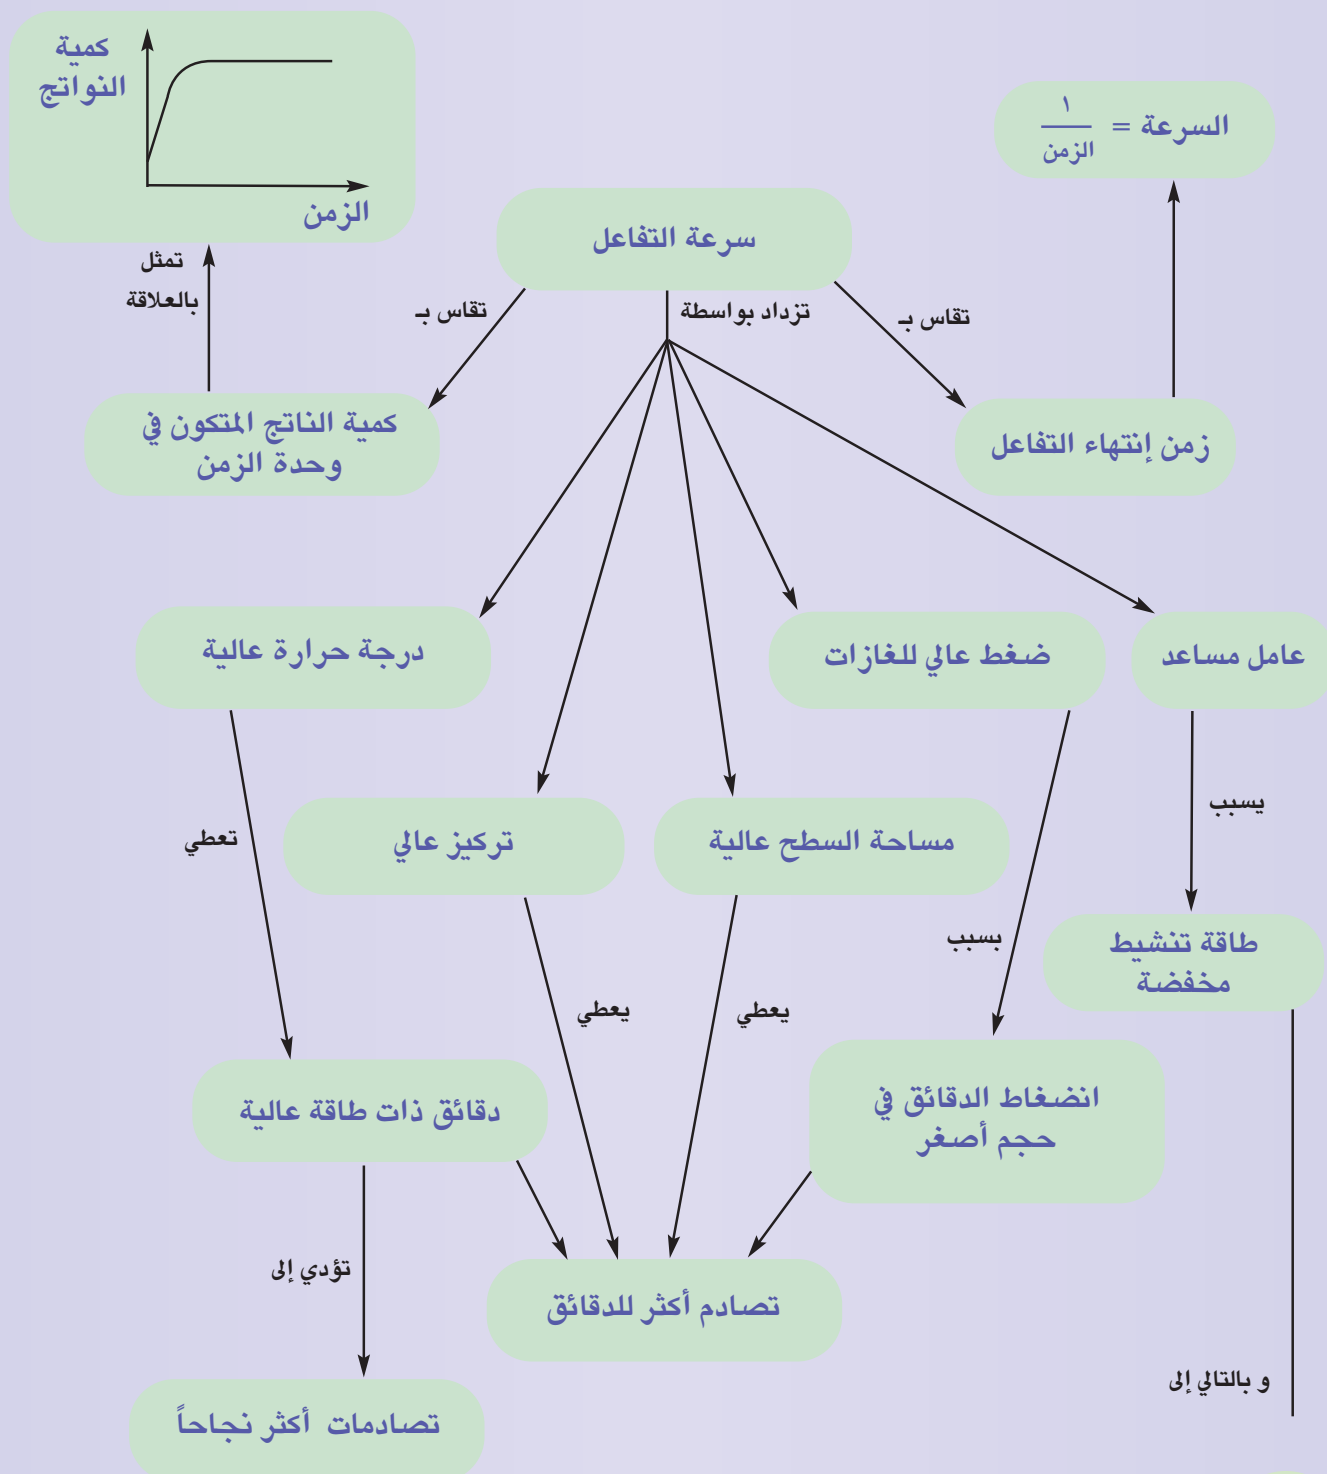 كمية
النواتج
الزمن
السرعة = ١ / الزمن
سرعة التفاعل
تمثل
بالعلاقة
تقاس بـ
تزداد بواسطة
تقاس بـ
كمية الناتج المتكون في
وحدة الزمن
زمن إنتهاء التفاعل
عامل مساعد
ضغط عالي للغازات
درجة حرارة عالية
يسبب
مساحة السطح عالية
تركيز عالي
تعطي
بسبب
طاقة تنشيط
مخفضة
يعطي
يعطي
انضغاط الدقائق في
حجم أصغر
دقائق ذات طاقة عالية
تؤدي إلى
تصادم أكثر للدقائق
و بالتالي إلى
تصادمات أكثر نجاحاً